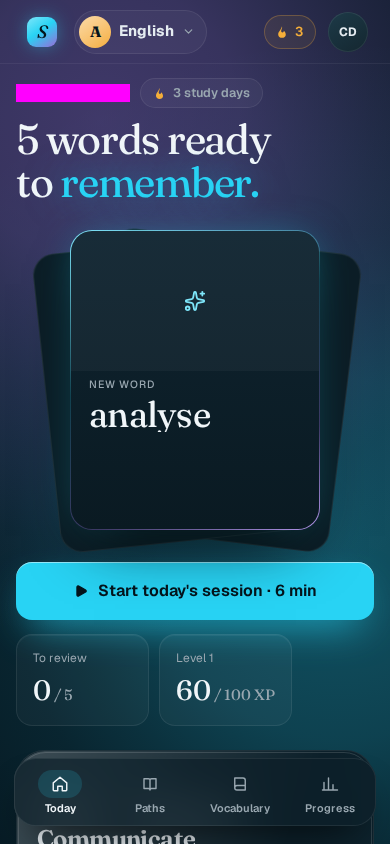 S
A English
3
CD
3 study days
5 words ready
to remember.
NEW WORD
analyse
Start today's session · 6 min
To review
0 / 5
Level 1
60 / 100 XP
Today
Paths
Vocabulary
Progress
Communicate